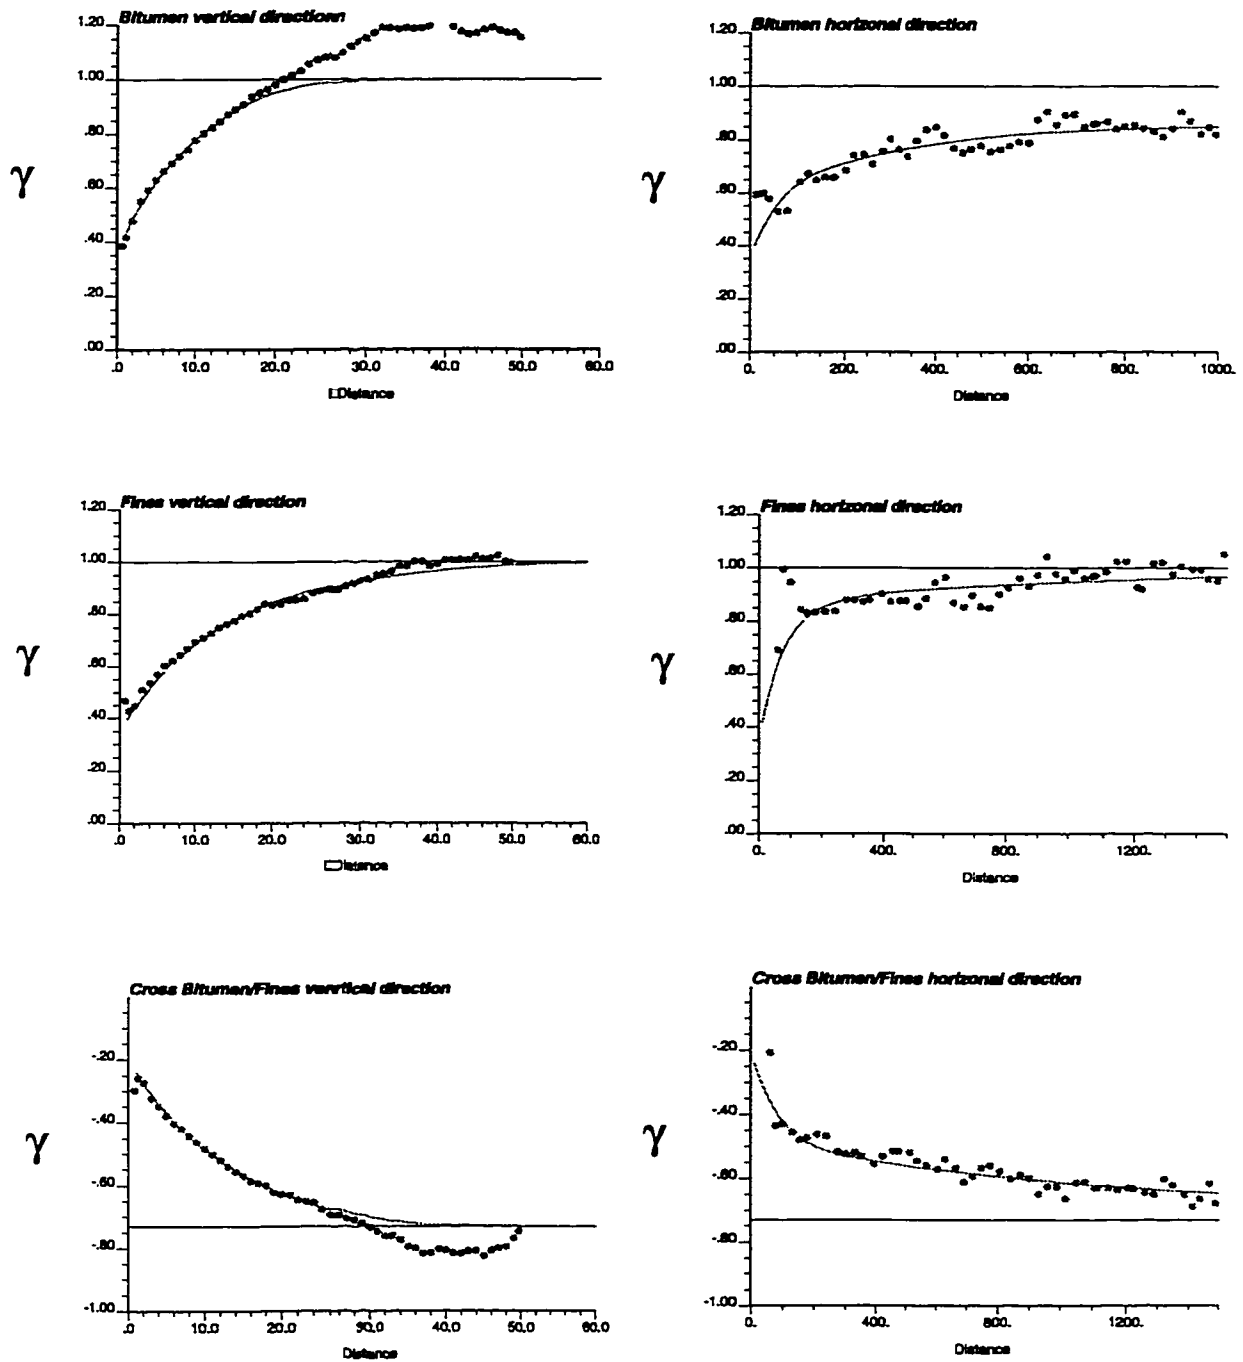 Bitumen vertical directionn
1.20
1.00
.80
.60
.40
.20
.00
γ
.0 10.0 20.0 30.0 40.0 50.0 60.0
Distance
Bitumen horizonal direction
1.20
1.00
.80
.60
.40
.20
.00
γ
0. 200. 400. 600. 800. 1000.
Distance
Fines vertical direction
1.20
1.00
.80
.60
.40
.20
.00
γ
.0 10.0 20.0 30.0 40.0 50.0 60.0
Distance
Fines horizonal direction
1.20
1.00
.80
.60
.40
.20
.00
γ
0. 400. 800. 1200.
Distance
Cross Bitumen/Fines venrtical direction
-.20
-.40
-.60
-.80
-1.00
γ
.0 10.0 20.0 30.0 40.0 50.0 60.0
Distance
Cross Bitumen/Fines horizonal direction
-.20
-.40
-.60
-.80
-1.00
γ
0. 400. 800. 1200.
Distance